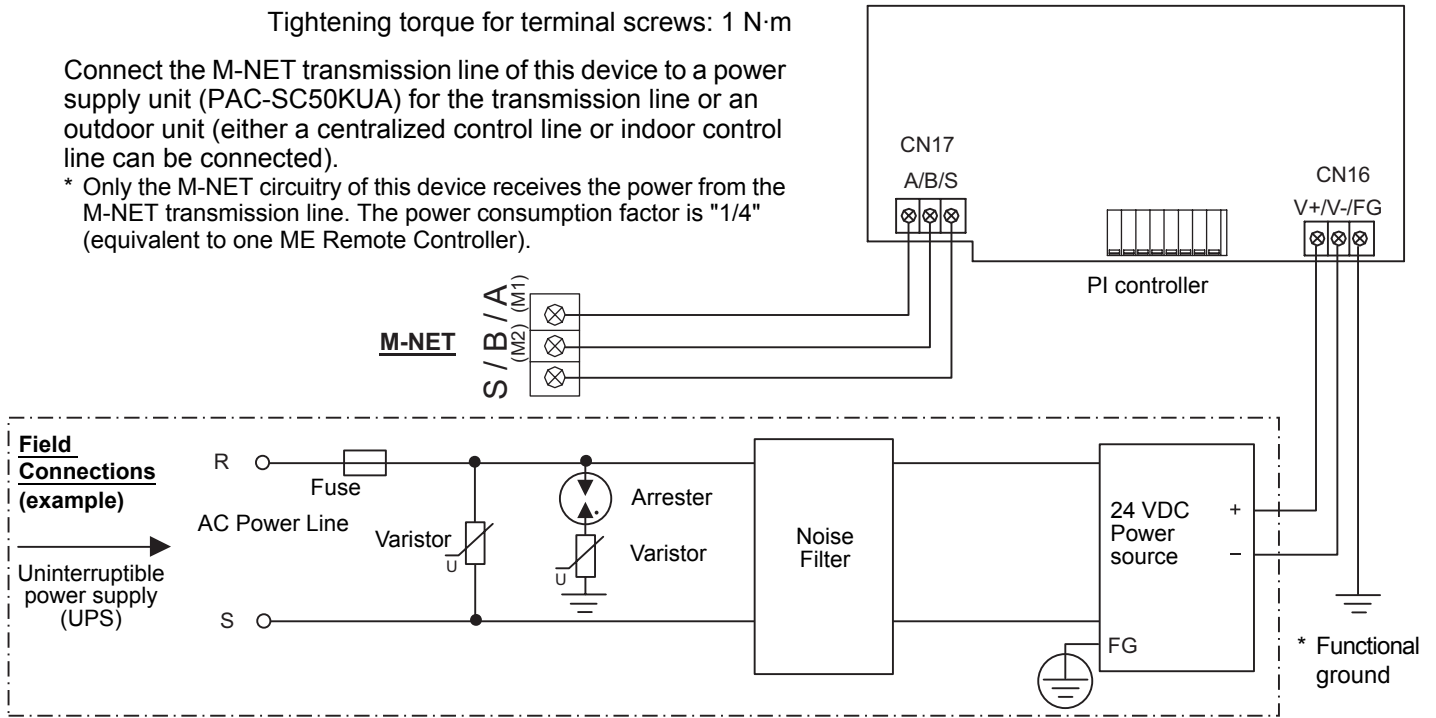 Tightening torque for terminal screws: 1 N·m
Connect the M-NET transmission line of this device to a power
supply unit (PAC-SC50KUA) for the transmission line or an
outdoor unit (either a centralized control line or indoor control
line can be connected).
* Only the M-NET circuitry of this device receives the power from the
M-NET transmission line. The power consumption factor is "1/4"
(equivalent to one ME Remote Controller).
CN17
A/B/S
CN16
V+/V-/FG
PI controller
M-NET
S / B / A
(M2)
(M1)
Field
Connections
(example)
Uninterruptible
power supply
(UPS)
R
Fuse
AC Power Line
S
Varistor
U
Arrester
Varistor
U
Noise
Filter
24 VDC
Power
source
+
−
FG
* Functional
ground